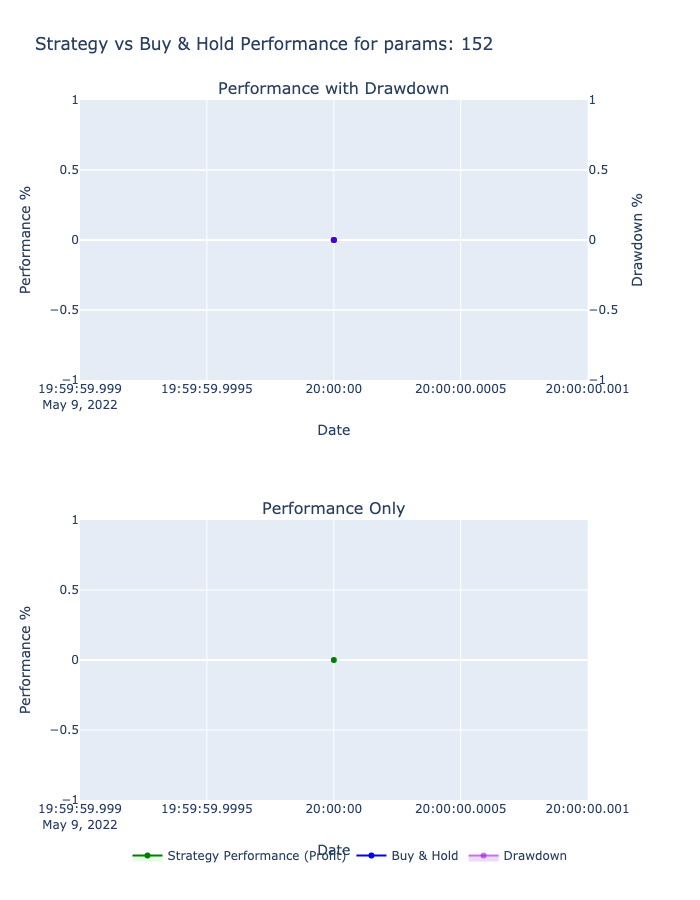 Strategy vs Buy & Hold Performance for params: 152
Performance with Drawdown
1
0.5
0
−0.5
−1
Performance %
1
0.5
0
−0.5
−1
Drawdown %
19:59:59.999 19:59:59.9995 20:00:00 20:00:00.0005 20:00:00.001
May 9, 2022
Date
Performance Only
1
0.5
0
−0.5
−1
Performance %
19:59:59.999 19:59:59.9995 20:00:00 20:00:00.0005 20:00:00.001
May 9, 2022
Date
Strategy Performance (Profit) Buy & Hold Drawdown